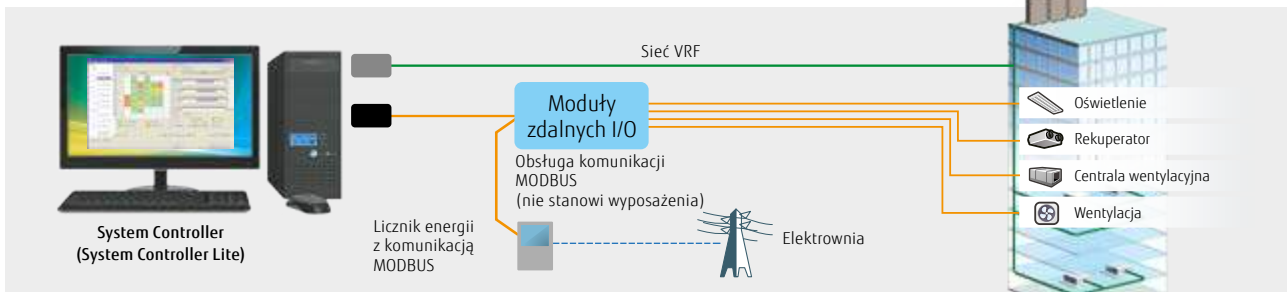 Sieć VRF
Moduły
zdalnych I/O
Oświetlenie
Rekuperator
Centrala wentylacyjna
Wentylacja
Obsługa komunikacji
MODBUS
(nie stanowi wyposażenia)
System Controller
(System Controller Lite)
Licznik energii
z komunikacją
MODBUS
Elektrownia